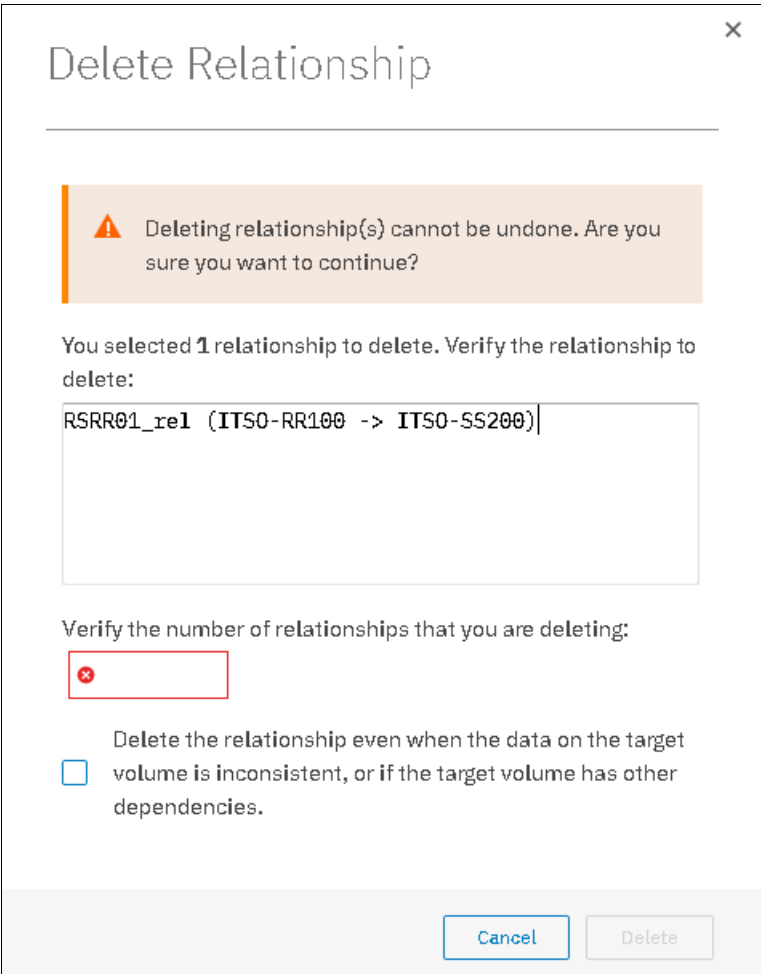 Delete Relationship
Deleting relationship(s) cannot be undone. Are you
sure you want to continue?
You selected 1 relationship to delete. Verify the relationship to
delete:
RSRR01_rel (ITSO-RR100 -> ITSO-SS200)
Verify the number of relationships that you are deleting:
Delete the relationship even when the data on the target
volume is inconsistent, or if the target volume has other
dependencies.
Cancel
Delete